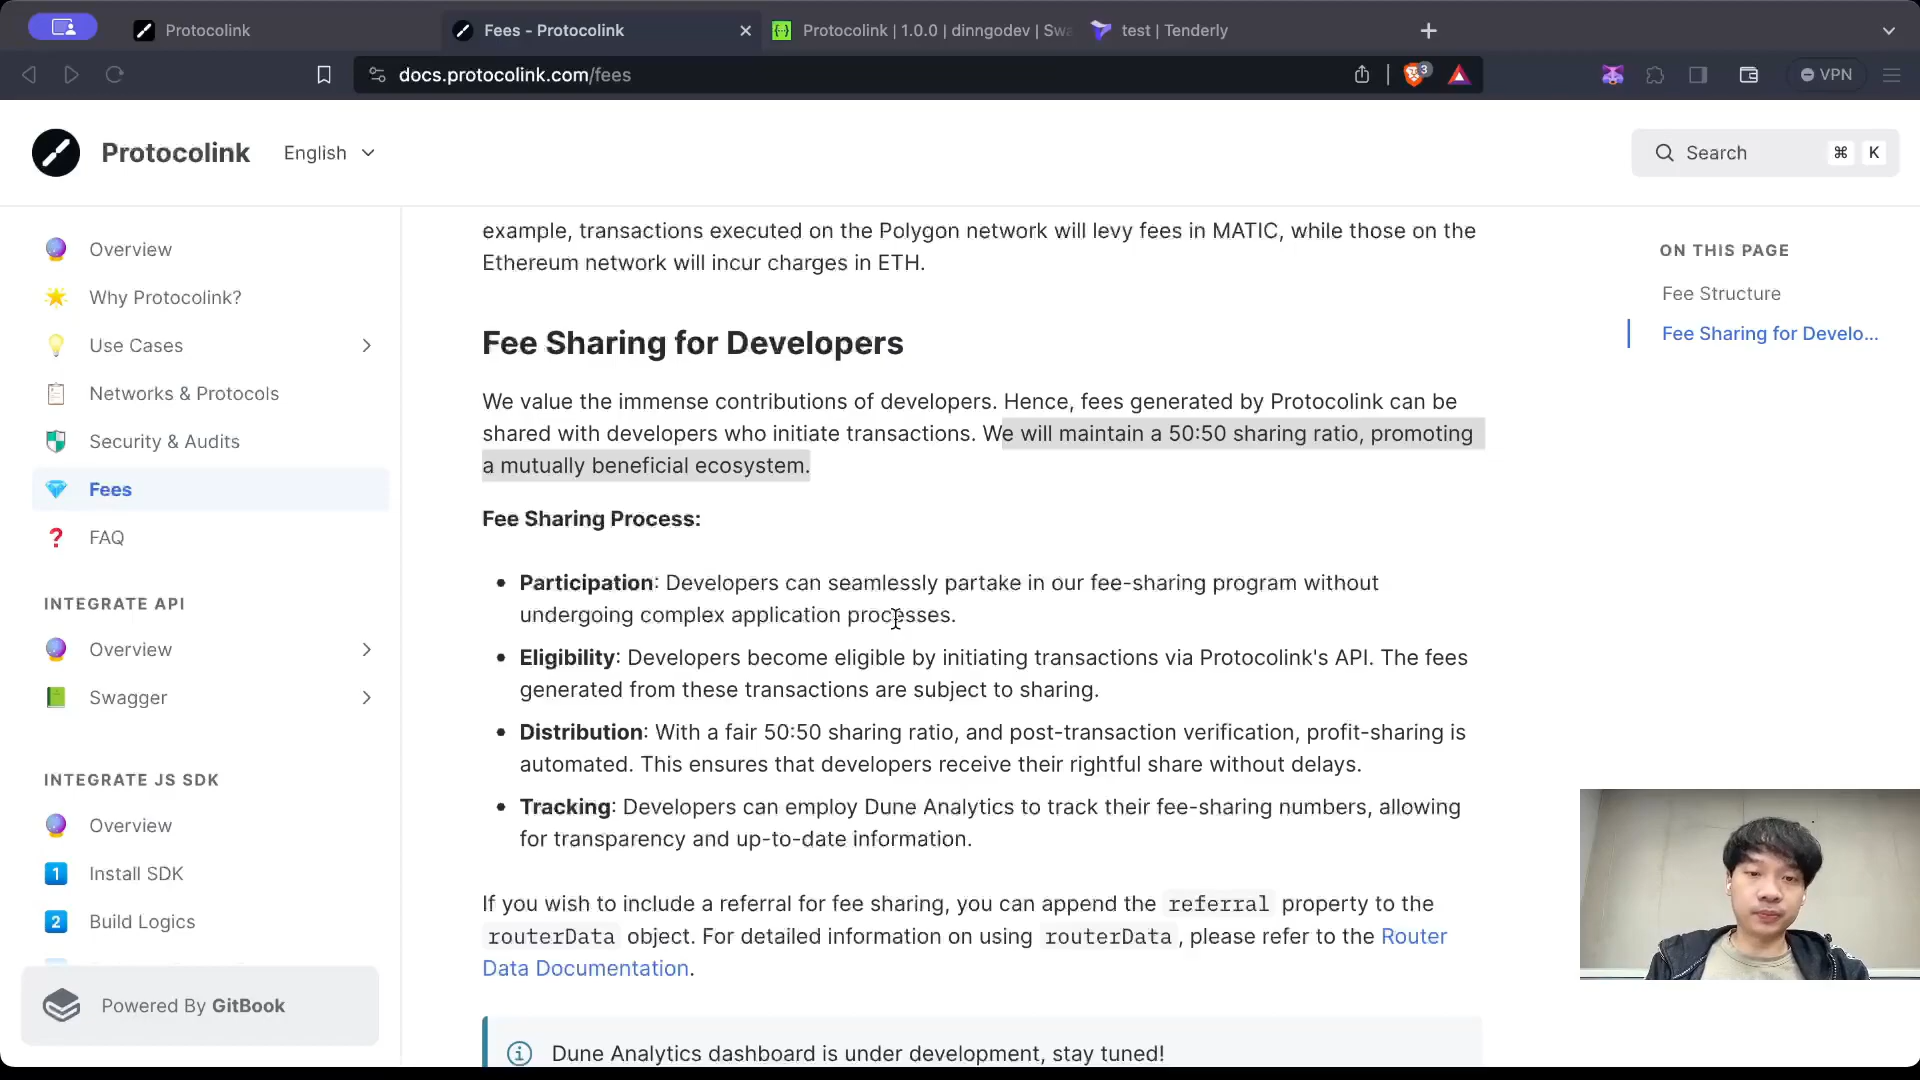 Protocolink
Fees - Protocolink
Protocolink | 1.0.0 | dinngodev | Swa
test | Tenderly
docs.protocolink.com/fees
3
VPN
Protocolink
English
Search
⌘ K
Overview
Why Protocolink?
Use Cases
Networks & Protocols
Security & Audits
Fees
FAQ
INTEGRATE API
Overview
Swagger
INTEGRATE JS SDK
Overview
1 Install SDK
2 Build Logics
Powered By GitBook
example, transactions executed on the Polygon network will levy fees in MATIC, while those on the
Ethereum network will incur charges in ETH.
Fee Sharing for Developers
We value the immense contributions of developers. Hence, fees generated by Protocolink can be
shared with developers who initiate transactions. We will maintain a 50:50 sharing ratio, promoting
a mutually beneficial ecosystem.
Fee Sharing Process:
• Participation: Developers can seamlessly partake in our fee-sharing program without
undergoing complex application processes.
• Eligibility: Developers become eligible by initiating transactions via Protocolink's API. The fees
generated from these transactions are subject to sharing.
• Distribution: With a fair 50:50 sharing ratio, and post-transaction verification, profit-sharing is
automated. This ensures that developers receive their rightful share without delays.
• Tracking: Developers can employ Dune Analytics to track their fee-sharing numbers, allowing
for transparency and up-to-date information.
If you wish to include a referral for fee sharing, you can append the referral property to the
routerData object. For detailed information on using routerData, please refer to the Router
Data Documentation.
Dune Analytics dashboard is under development, stay tuned!
ON THIS PAGE
Fee Structure
Fee Sharing for Develo...